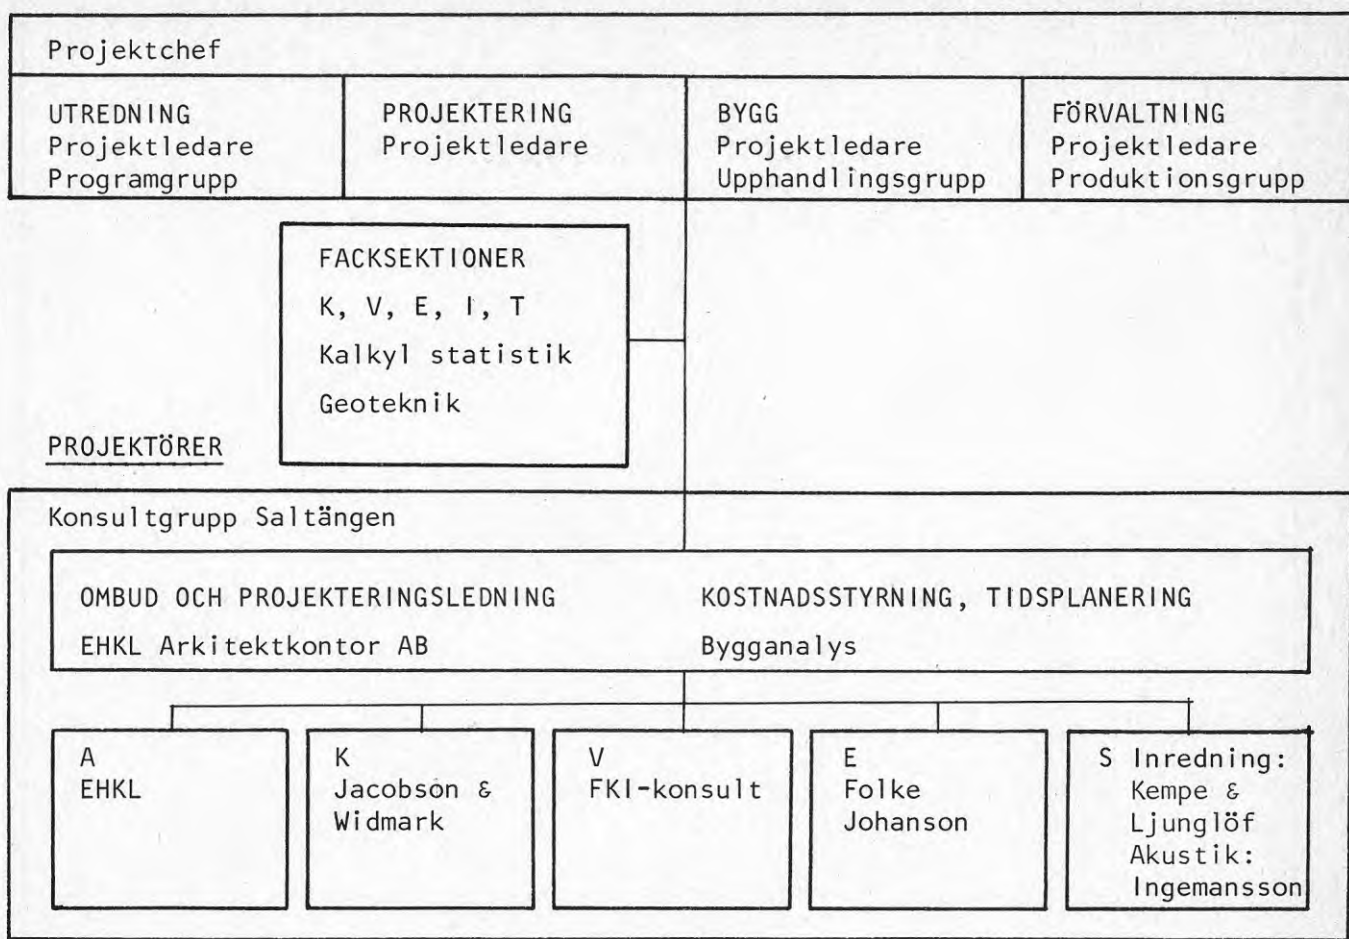 Projektchef
UTREDNING
Projektledare
Programgrupp
PROJEKTERING
Projektledare
BYGG
Projektledare
Upphandlingsgrupp
FÖRVALTNING
Projektledare
Produktionsgrupp
FACKSEKTIONER
K, V, E, I, T
Kalkyl statistik
Geoteknik
PROJEKTÖRER
Konsultgrupp Saltängen
OMBUD OCH PROJEKTERINGSLEDNING
EHKL Arkitektkontor AB
KOSTNADSSTYRNING, TIDSPLANERING
Bygganalys
A
EHKL
K
Jacobson &
Widmark
V
FKI-konsult
E
Folke
Johanson
S Inredning:
Kempe &
Ljunglöf
Akustik:
Ingemansson